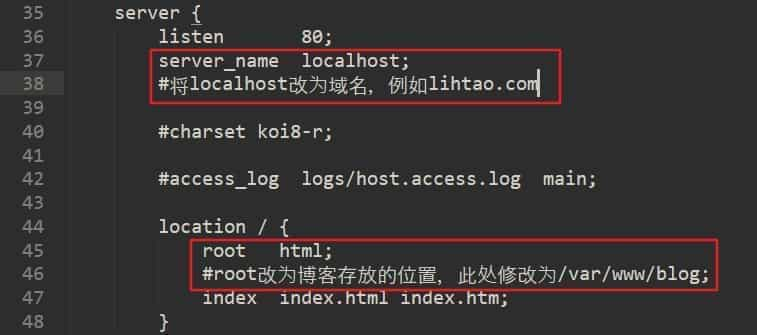 35 server {
36 listen 80;
37 server_name localhost;
38 #将localhost改为域名，例如lihtao.com
39
40 #charset koi8-r;
41
42 #access_log logs/host.access.log main;
43
44 location / {
45 root html;
46 #root改为博客存放的位置，此处修改为/var/www/blog;
47 index index.html index.htm;
48 }